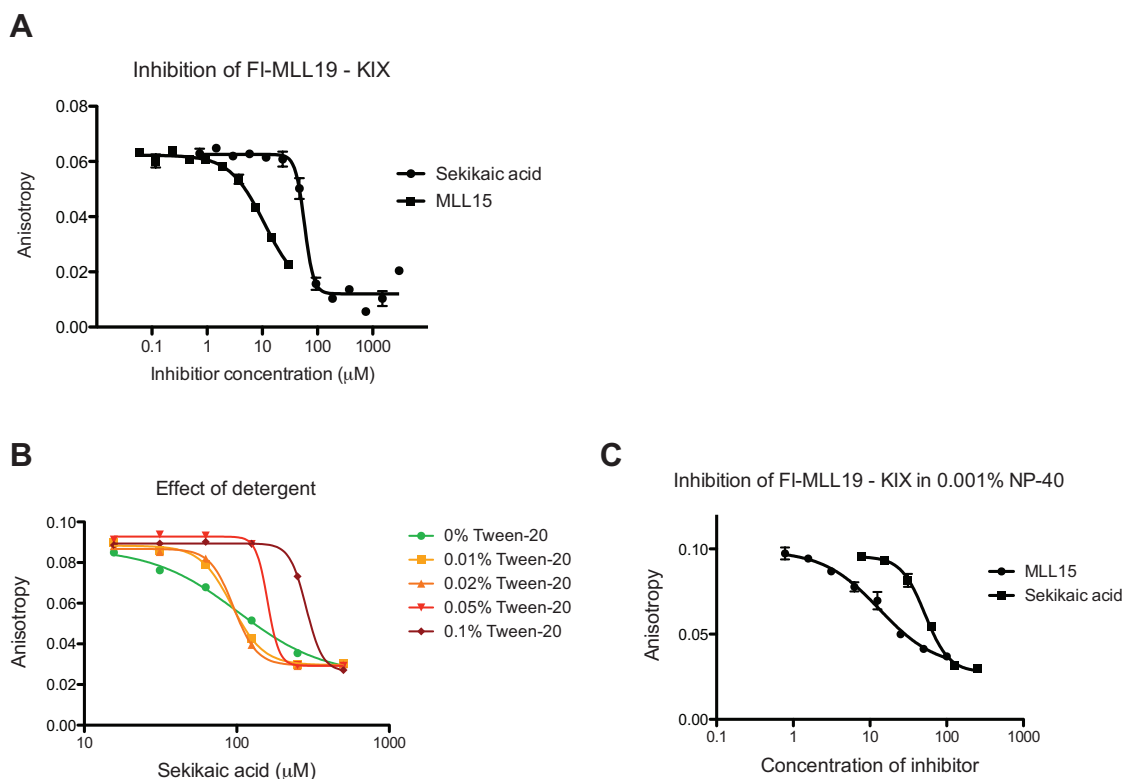 A
Inhibition of Fl-MLL19 - KIX
0.08
0.06
0.04
0.02
0.00
Anisotropy
0.1 1 10 100 1000
Inhibitior concentration (μM)
Sekikaic acid
MLL15
B
Effect of detergent
0.10
0.08
0.06
0.04
0.02
0.00
Anisotropy
10 100 1000
Sekikaic acid (μM)
0% Tween-20
0.01% Tween-20
0.02% Tween-20
0.05% Tween-20
0.1% Tween-20
C
Inhibition of Fl-MLL19 - KIX in 0.001% NP-40
0.10
0.05
0.00
Anisotropy
0.1 1 10 100 1000
Concentration of inhibitor
MLL15
Sekikaic acid